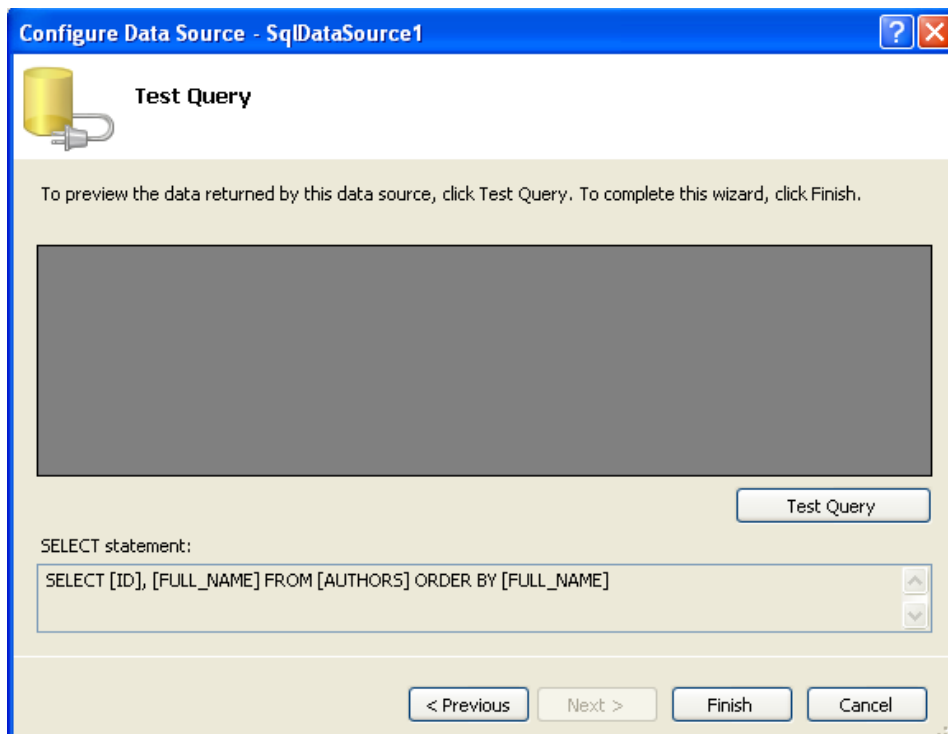 Configure Data Source - SqlDataSource1
Test Query
To preview the data returned by this data source, click Test Query. To complete this wizard, click Finish.
Test Query
SELECT statement:
SELECT [ID], [FULL_NAME] FROM [AUTHORS] ORDER BY [FULL_NAME]
< Previous Next > Finish Cancel